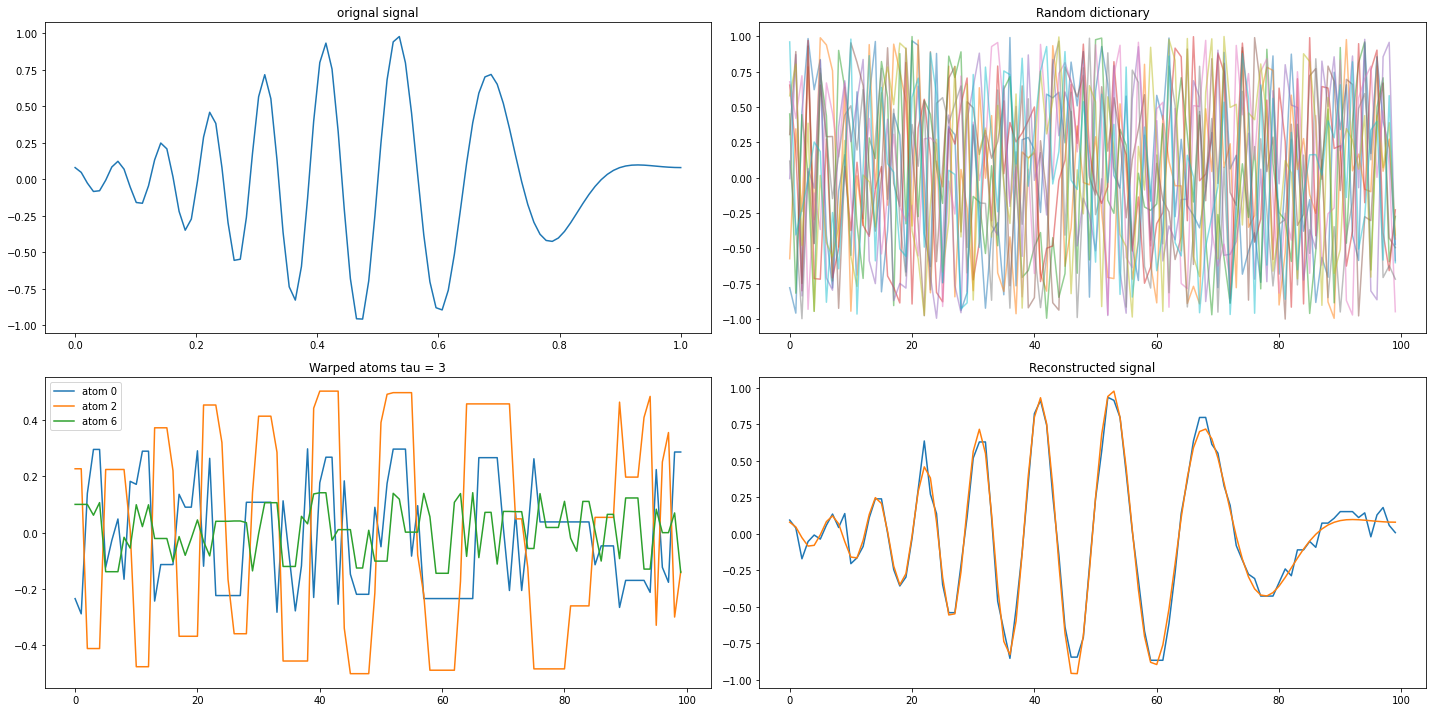 orignal signal
1.00
0.75
0.50
0.25
0.00
−0.25
−0.50
−0.75
−1.00
0.0 0.2 0.4 0.6 0.8 1.0
Random dictionary
1.00
0.75
0.50
0.25
0.00
−0.25
−0.50
−0.75
−1.00
0 20 40 60 80 100
Warped atoms tau = 3
atom 0
atom 2
atom 6
0.4
0.2
0.0
−0.2
−0.4
0 20 40 60 80 100
Reconstructed signal
1.00
0.75
0.50
0.25
0.00
−0.25
−0.50
−0.75
−1.00
0 20 40 60 80 100